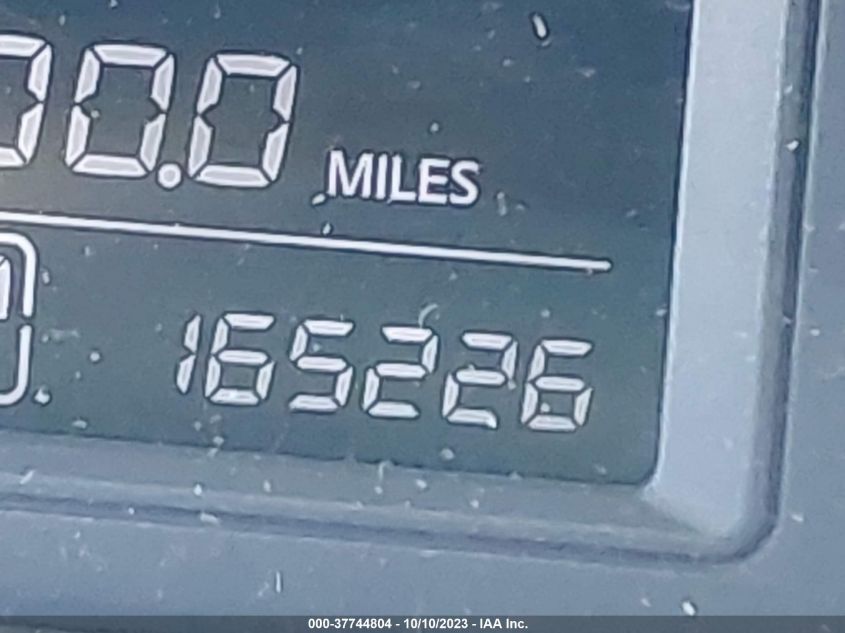 00.0 MILES
165226
000-37744804 - 10/10/2023 - IAA Inc.